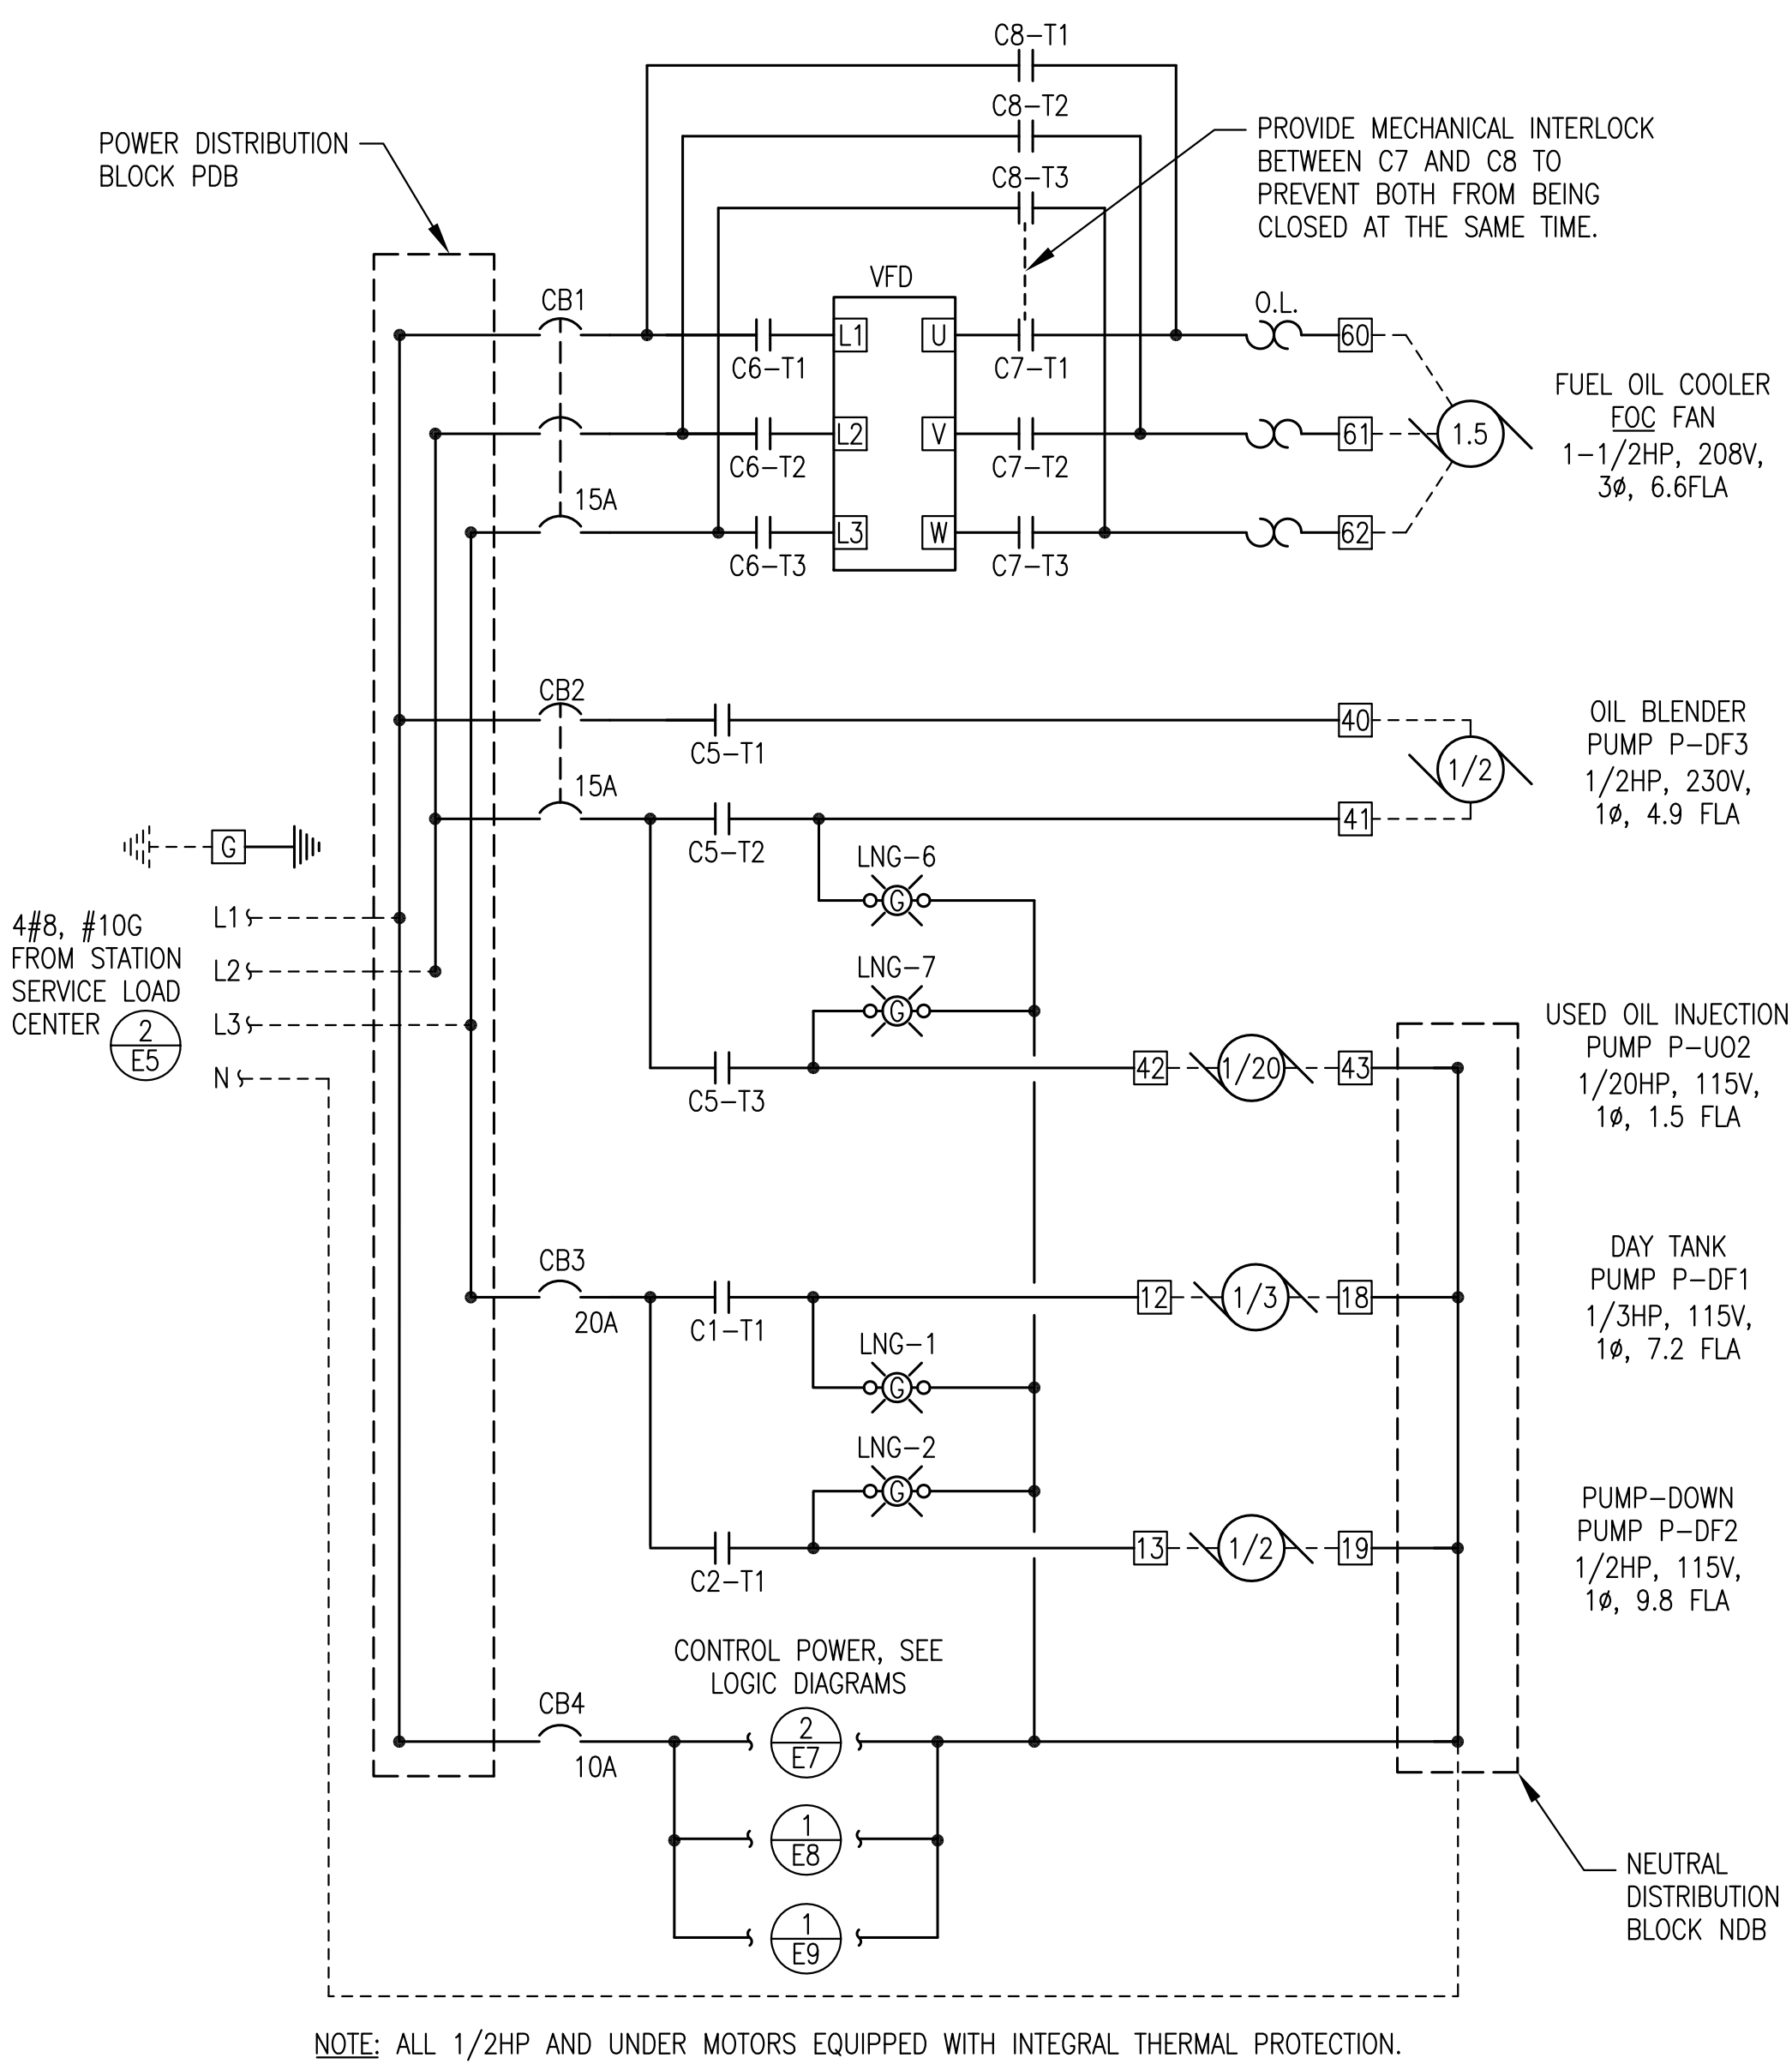 C8-T1
C8-T2
C8-T3
POWER DISTRIBUTION
BLOCK PDB
PROVIDE MECHANICAL INTERLOCK
BETWEEN C7 AND C8 TO
PREVENT BOTH FROM BEING
CLOSED AT THE SAME TIME.
VFD
CB1
15A
L1
L2
L3
U
V
W
C6-T1
C6-T2
C6-T3
C7-T1
C7-T2
C7-T3
O.L.
60
61
62
1.5
FUEL OIL COOLER
FOC FAN
1-1/2HP, 208V,
3ø, 6.6FLA
CB2
15A
C5-T1
C5-T2
40
41
1/2
OIL BLENDER
PUMP P-DF3
1/2HP, 230V,
1ø, 4.9 FLA
G
LNG-6
G
LNG-7
G
4#8, #10G
FROM STATION
SERVICE LOAD
CENTER
2
E5
L1
L2
L3
N
C5-T3
42
1/20
43
USED OIL INJECTION
PUMP P-UO2
1/20HP, 115V,
1ø, 1.5 FLA
CB3
20A
C1-T1
12
1/3
18
DAY TANK
PUMP P-DF1
1/3HP, 115V,
1ø, 7.2 FLA
LNG-1
G
LNG-2
G
C2-T1
13
1/2
19
PUMP-DOWN
PUMP P-DF2
1/2HP, 115V,
1ø, 9.8 FLA
CONTROL POWER, SEE
LOGIC DIAGRAMS
CB4
10A
2
E7
1
E8
1
E9
NEUTRAL
DISTRIBUTION
BLOCK NDB
NOTE: ALL 1/2HP AND UNDER MOTORS EQUIPPED WITH INTEGRAL THERMAL PROTECTION.